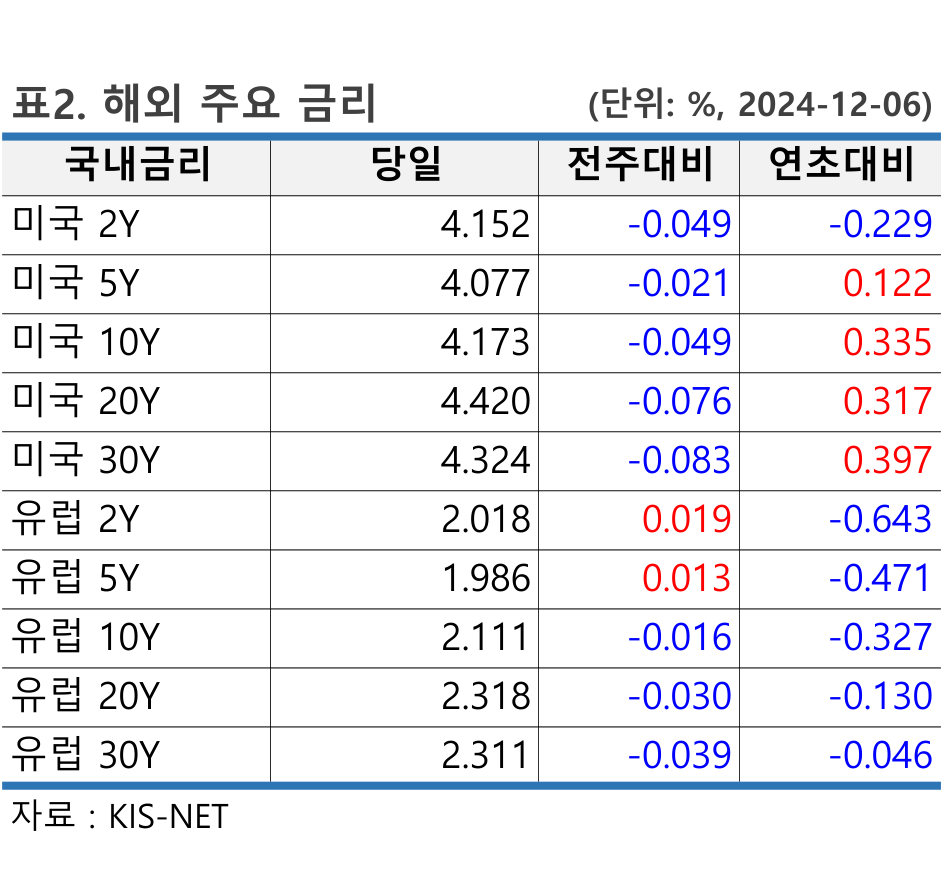 표2. 해외 주요 금리 (단위: %, 2024-12-06)
국내금리 당일 전주대비 연초대비
미국 2Y 4.152 -0.049 -0.229
미국 5Y 4.077 -0.021 0.122
미국 10Y 4.173 -0.049 0.335
미국 20Y 4.420 -0.076 0.317
미국 30Y 4.324 -0.083 0.397
유럽 2Y 2.018 0.019 -0.643
유럽 5Y 1.986 0.013 -0.471
유럽 10Y 2.111 -0.016 -0.327
유럽 20Y 2.318 -0.030 -0.130
유럽 30Y 2.311 -0.039 -0.046
자료 : KIS-NET